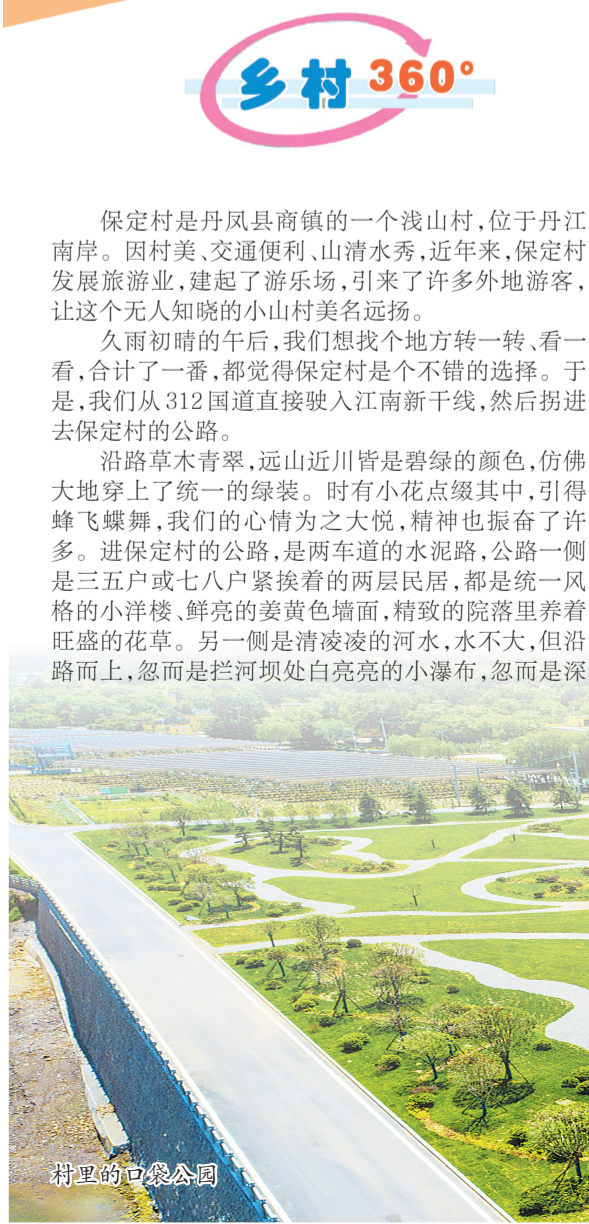 乡村 360°
保定村是丹凤县商镇的一个浅山村,位于丹江
南岸。因村美、交通便利、山清水秀,近年来,保定村
发展旅游业,建起了游乐场,引来了许多外地游客,
让这个无人知晓的小山村美名远扬。
久雨初晴的午后,我们想找个地方转一转、看一
看,合计了一番,都觉得保定村是个不错的选择。于
是,我们从312国道直接驶入江南新干线,然后拐进
去保定村的公路。
沿路草木青翠,远山近川皆是碧绿的颜色,仿佛
大地穿上了统一的绿装。时有小花点缀其中,引得
蜂飞蝶舞,我们的心情为之大悦,精神也振奋了许
多。进保定村的公路,是两车道的水泥路,公路一侧
是三五户或七八户紧挨着的两层民居,都是统一风
格的小洋楼、鲜亮的姜黄色墙面,精致的院落里养着
旺盛的花草。另一侧是清凌凌的河水,水不大,但沿
路而上,忽而是拦河坝处白亮亮的小瀑布,忽而是深
村里的口袋公园